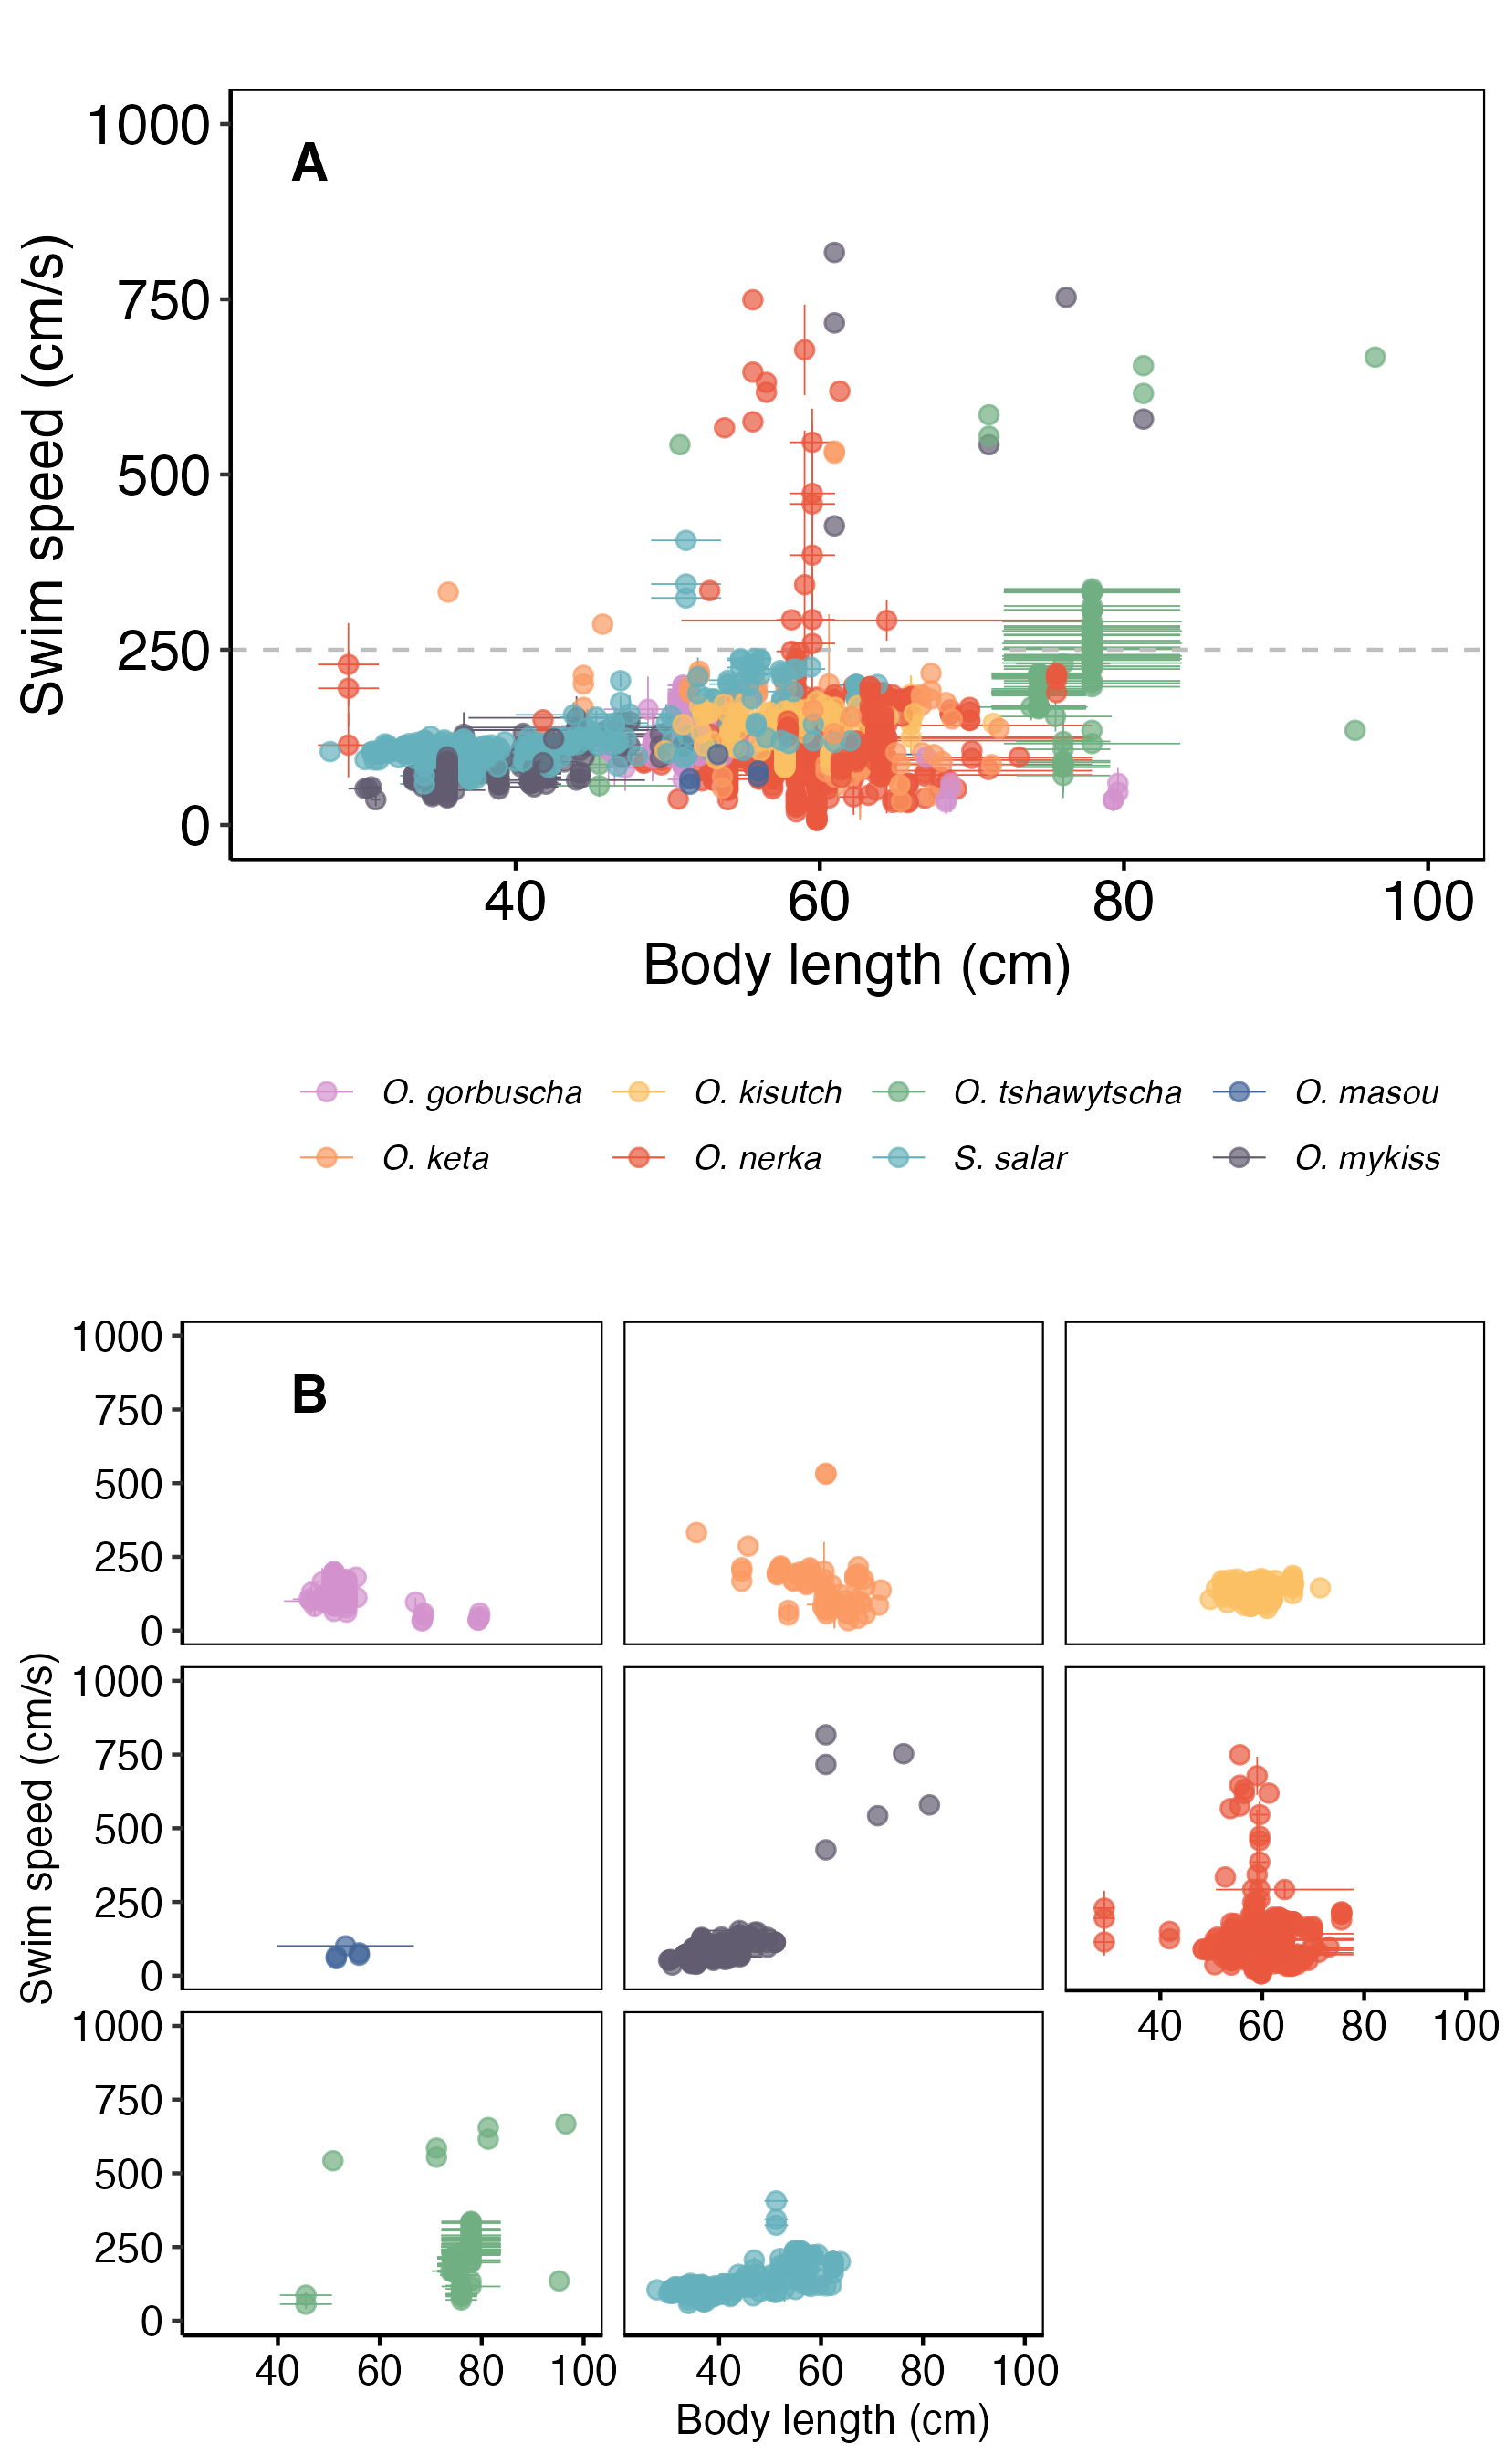 1000
A
750
500
250
0
Swim speed (cm/s)
40 60 80 100
Body length (cm)
O. gorbuscha O. kisutch O. tshawytscha O. masou
O. keta O. nerka S. salar O. mykiss
1000
B
750
500
250
0
1000
750
500
250
0
Swim speed (cm/s)
40 60 80 100
1000
750
500
250
0
40 60 80 100 40 60 80 100
Body length (cm)